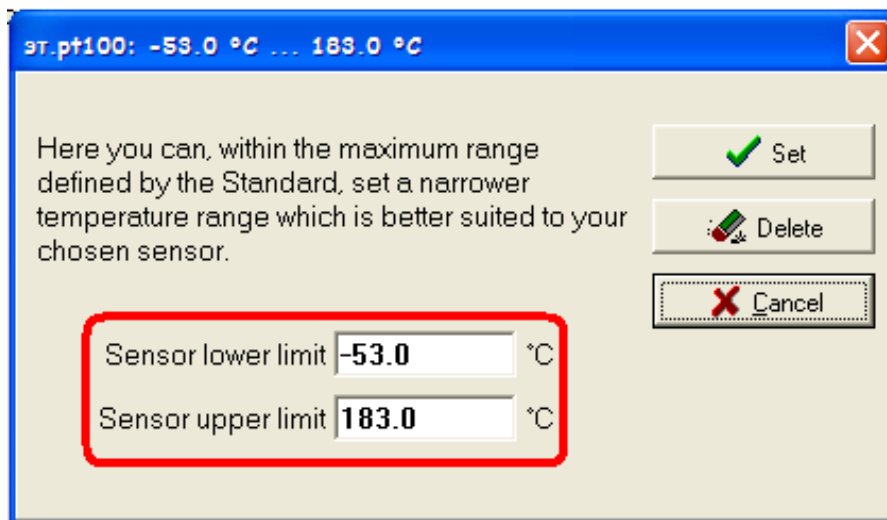 эт.pt100: -53.0 °C ... 183.0 °C
Here you can, within the maximum range
defined by the Standard, set a narrower
temperature range which is better suited to your
chosen sensor.
Set
Delete
Cancel
Sensor lower limit -53.0 °C
Sensor upper limit 183.0 °C